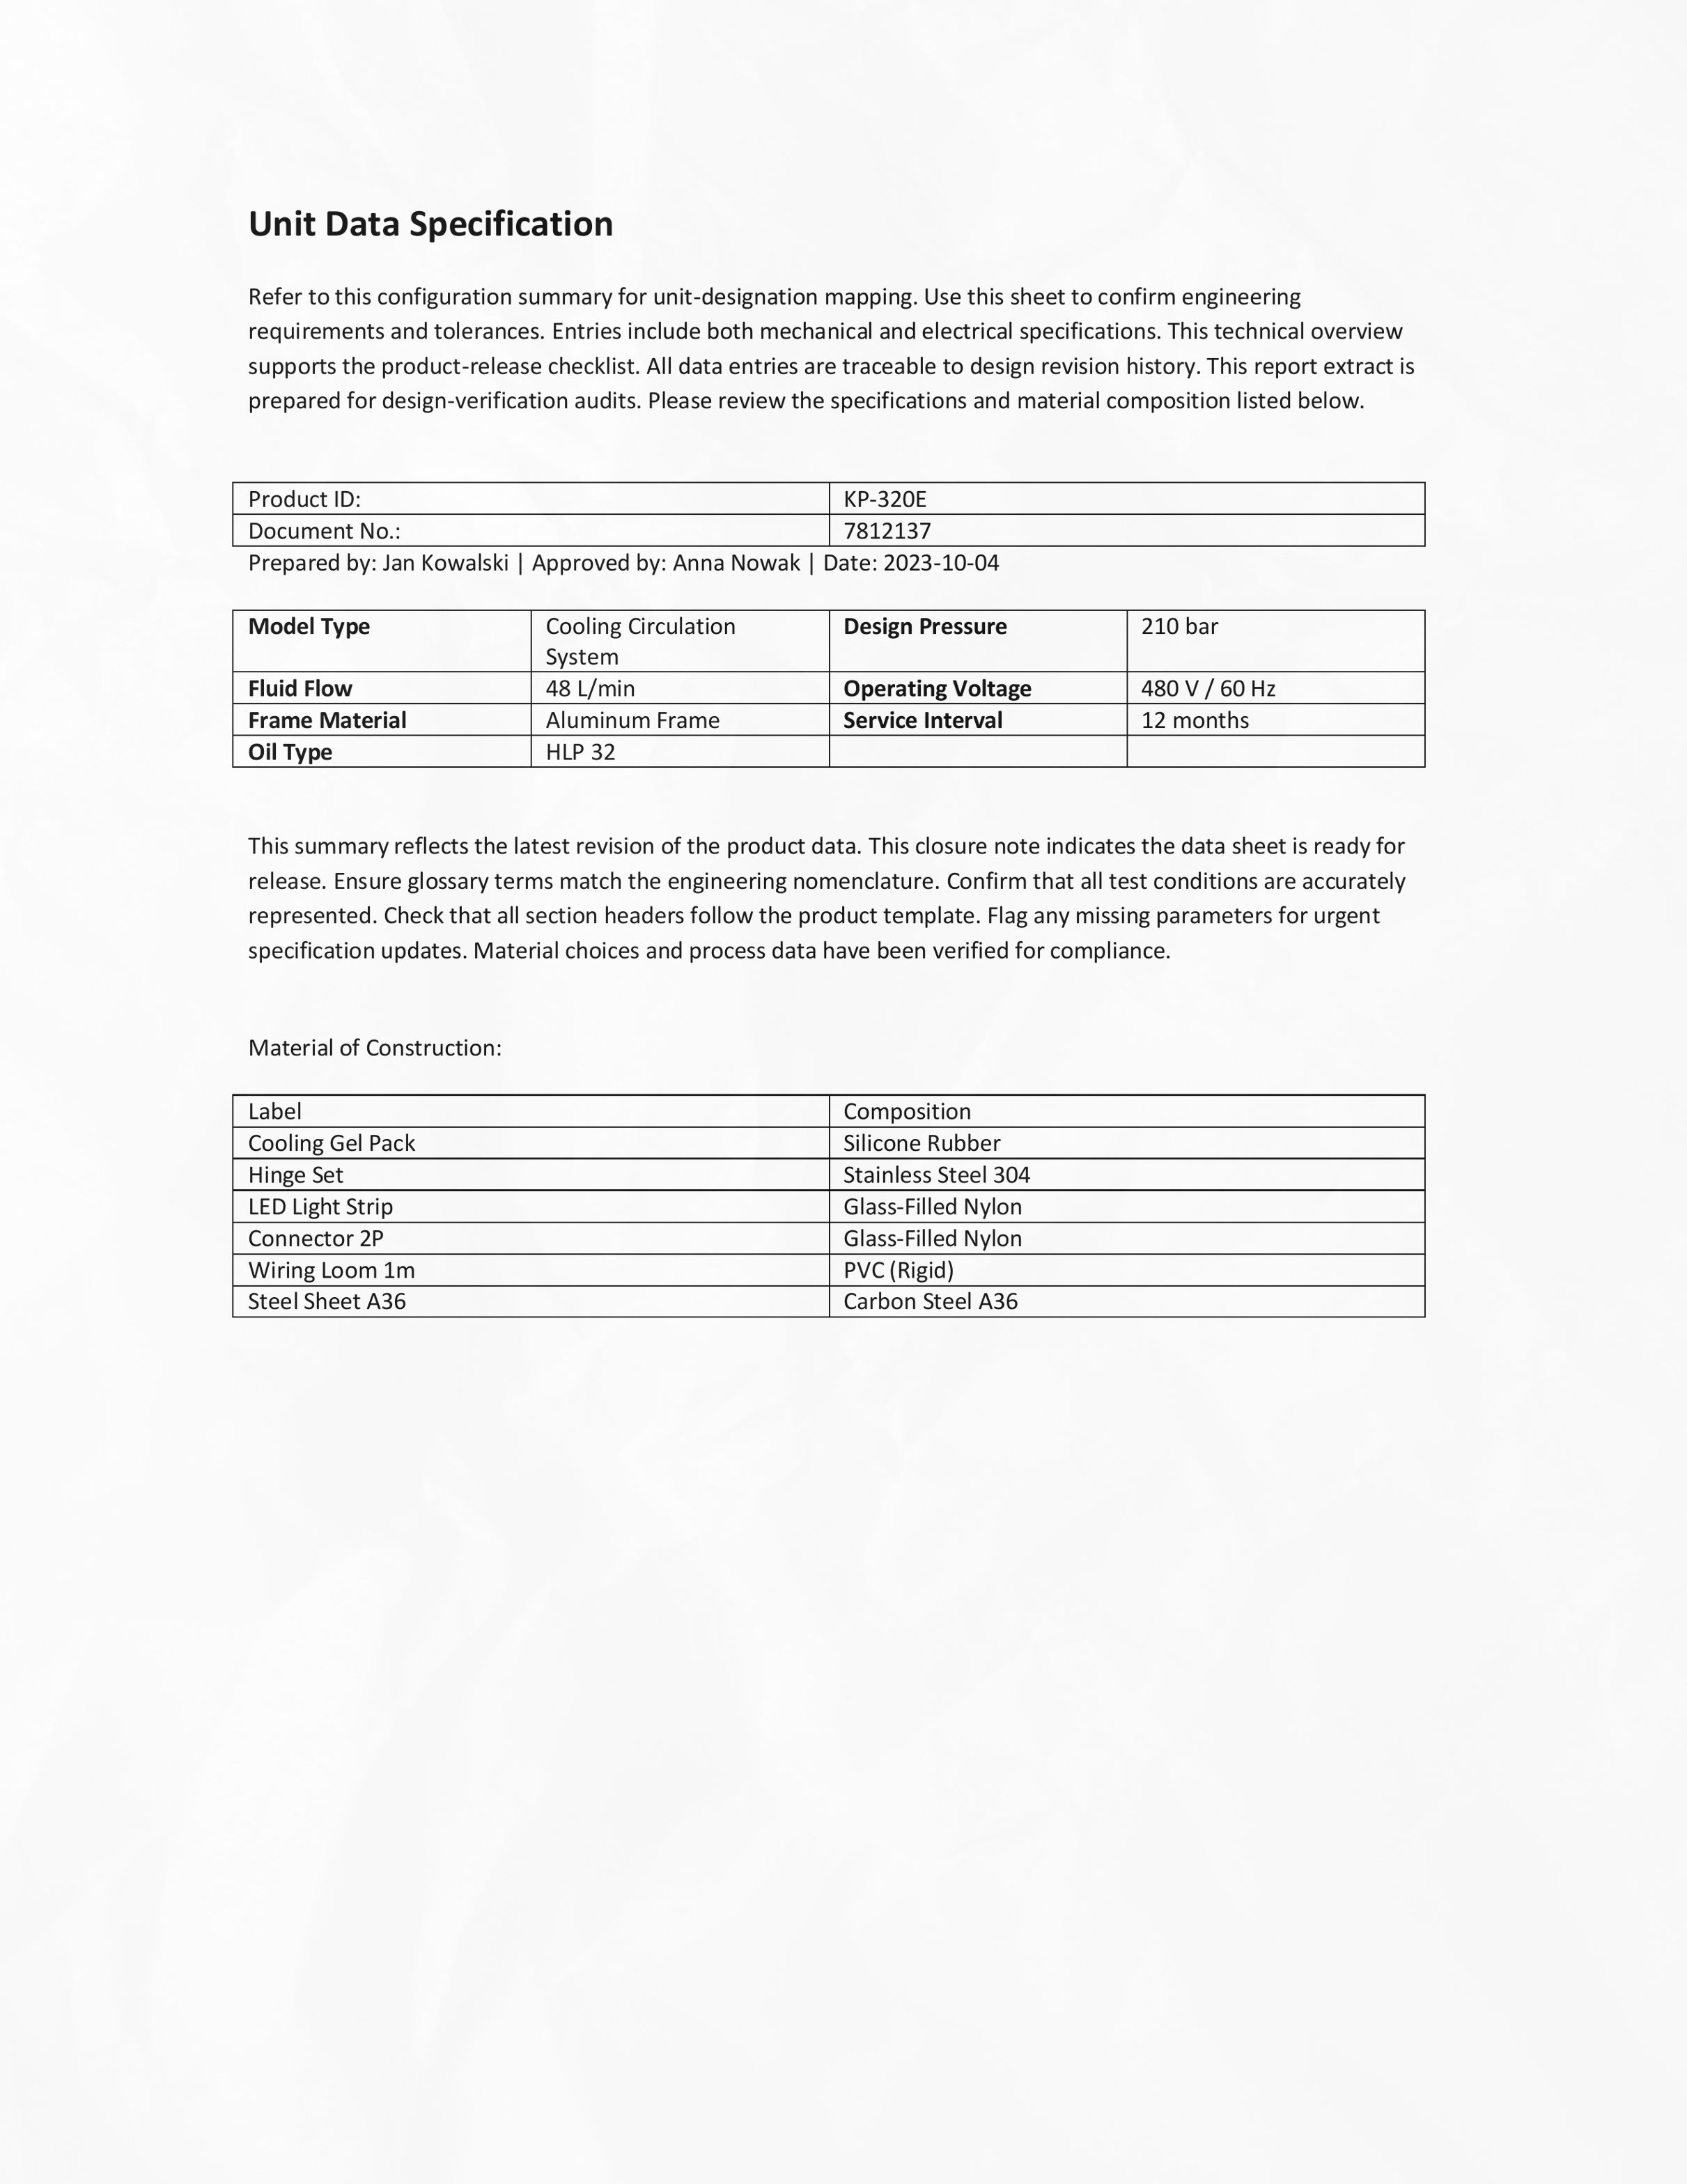 Unit Data Specification
Refer to this configuration summary for unit-designation mapping. Use this sheet to confirm engineering
requirements and tolerances. Entries include both mechanical and electrical specifications. This technical overview
supports the product-release checklist. All data entries are traceable to design revision history. This report extract is
prepared for design-verification audits. Please review the specifications and material composition listed below.
Product ID: KP-320E
Document No.: 7812137
Prepared by: Jan Kowalski | Approved by: Anna Nowak | Date: 2023-10-04
Model Type Cooling Circulation Design Pressure 210 bar
System
Fluid Flow 48 L/min Operating Voltage 480 V / 60 Hz
Frame Material Aluminum Frame Service Interval 12 months
Oil Type HLP 32
This summary reflects the latest revision of the product data. This closure note indicates the data sheet is ready for
release. Ensure glossary terms match the engineering nomenclature. Confirm that all test conditions are accurately
represented. Check that all section headers follow the product template. Flag any missing parameters for urgent
specification updates. Material choices and process data have been verified for compliance.
Material of Construction:
Label Composition
Cooling Gel Pack Silicone Rubber
Hinge Set Stainless Steel 304
LED Light Strip Glass-Filled Nylon
Connector 2P Glass-Filled Nylon
Wiring Loom 1m PVC (Rigid)
Steel Sheet A36 Carbon Steel A36